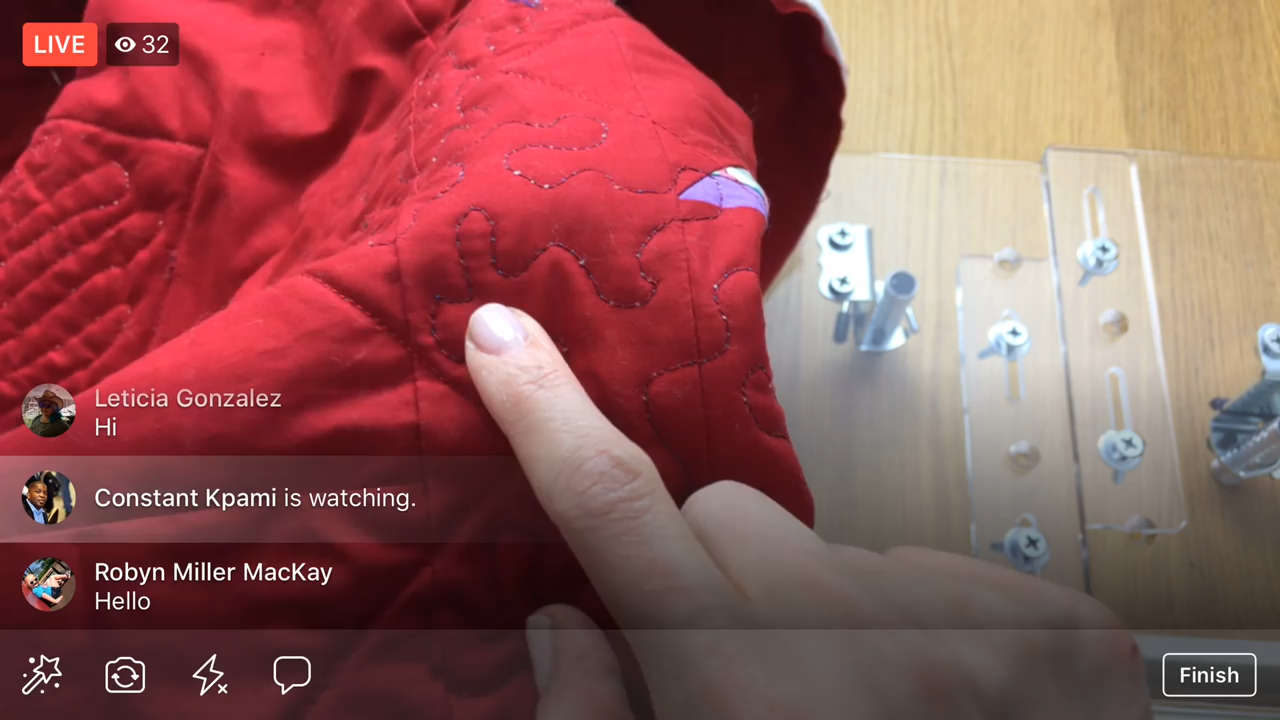 LIVE 32
Leticia Gonzalez
Hi
Constant Kpami is watching.
Robyn Miller MacKay
Hello
Finish